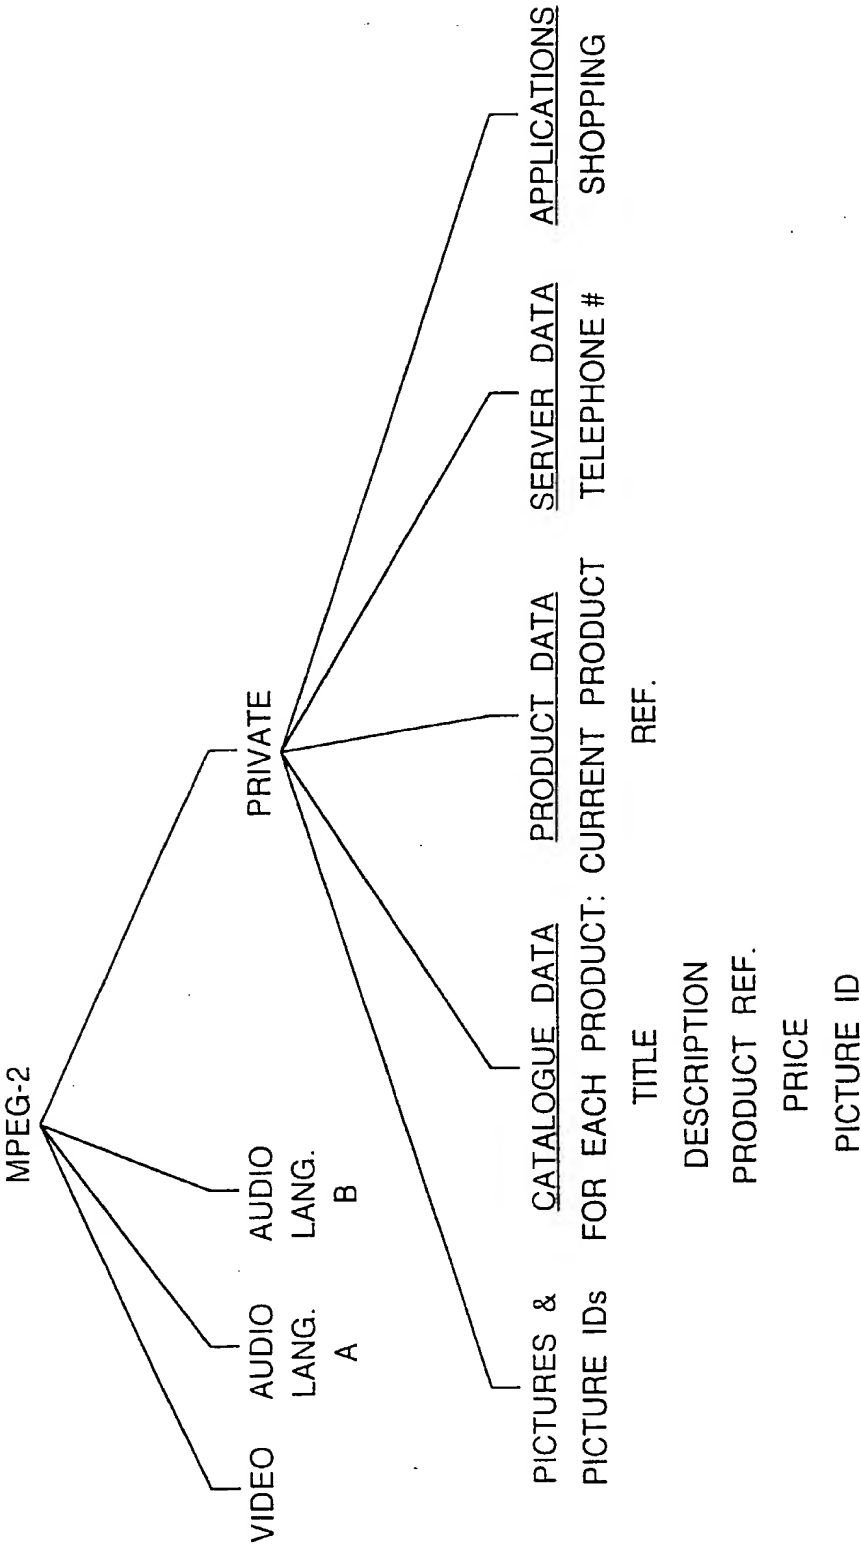 MPEG-2
VIDEO
AUDIO
LANG.
A
AUDIO
LANG.
B
PRIVATE
PICTURES &
PICTURE IDs
CATALOGUE DATA
FOR EACH PRODUCT:
TITLE
DESCRIPTION
PRODUCT REF.
PRICE
PICTURE ID
PRODUCT DATA
CURRENT PRODUCT
REF.
SERVER DATA
TELEPHONE #
APPLICATIONS
SHOPPING